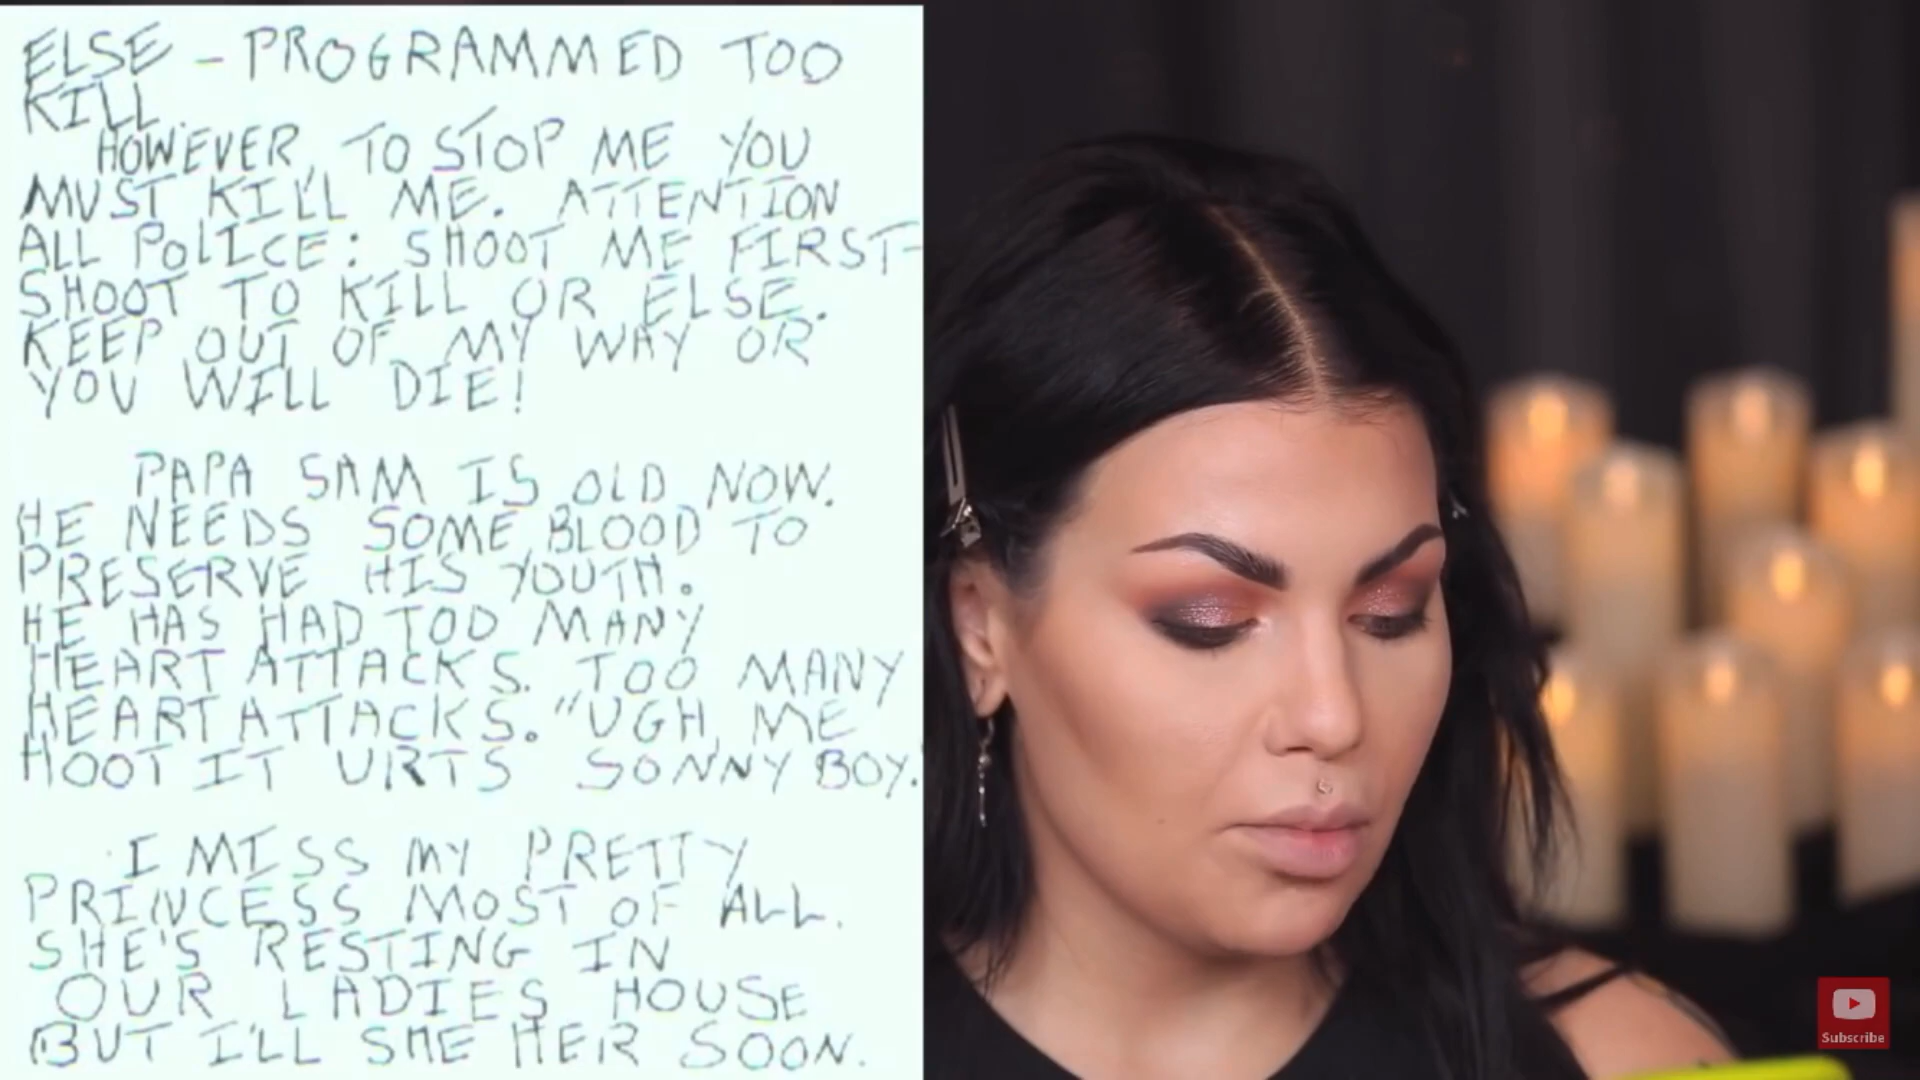 ELSE - PROGRAMMED TOO
KILL.
HOWEVER, TO STOP ME YOU
MUST KILL ME. ATTENTION
ALL POLICE: SHOOT ME FIRST-
SHOOT TO KILL OR ELSE.
KEEP OUT OF MY WAY OR
YOU WILL DIE!
PAPA SAM IS OLD NOW.
HE NEEDS SOME BLOOD TO
PRESERVE HIS YOUTH.
HE HAS HAD TOO MANY
HEART ATTACKS. TOO MANY
HEART ATTACKS. "UGH, ME
HOOT IT URTS SONNY BOY.
I MISS MY PRETTY
PRINCESS MOST OF ALL.
SHE'S RESTING IN
OUR LADIES HOUSE
BUT I'LL SHE HER SOON.
Subscribe